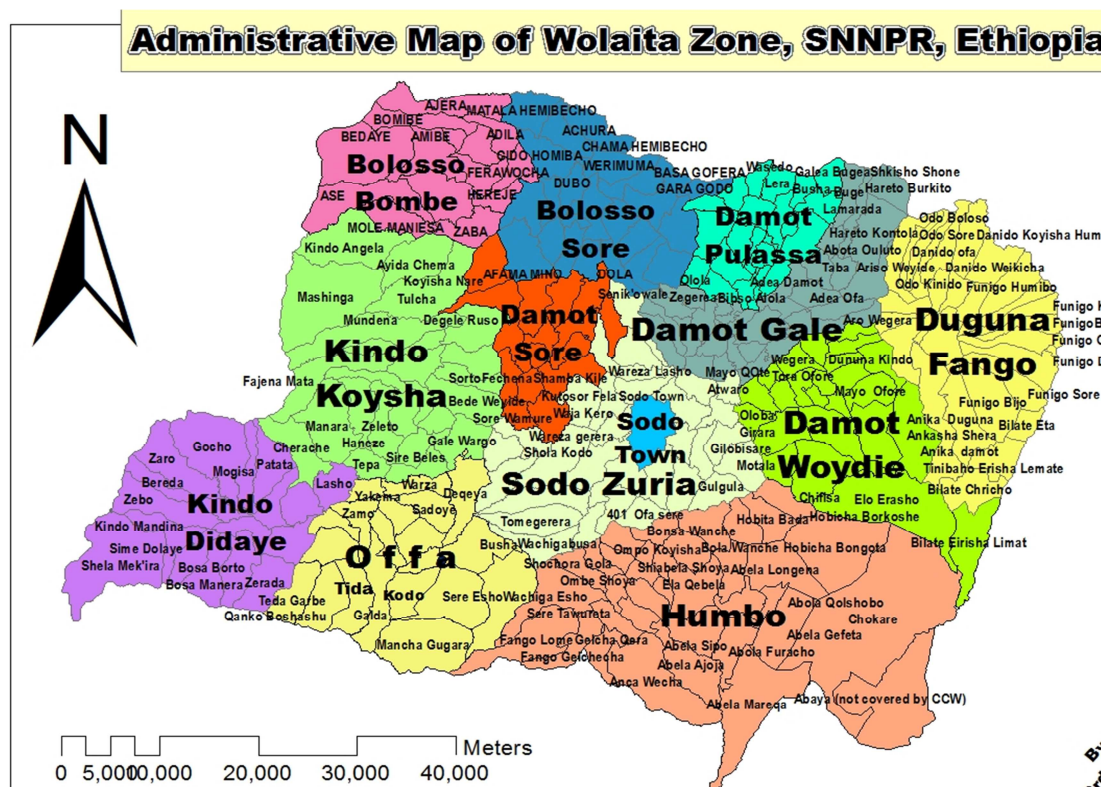 Administrative Map of Wolaita Zone, SNNPR, Ethiopia
N
AJERA
MATALA HEMIBECHO
BOMIBE
ACHURA
BEDAYE
AMIBE
ADILA
CHAMA HEMIBECHO
GIDO HOMIBA
WERIMUMA
BASA GOFERA
Bolosso
Bombe
FERAWOCHA
DUBO
GARA GODO
ASE
HEREJE
MOLE MANIESA
ZABA
Bolosso
Sore
Wasedo
Galea Bugea
Shkisho Shone
Lera
Busha
Buge
Hareto Burkito
Lamarada
Damot
Pulassa
Hareto Kontola
Abota Ouluto
Taba
Ariso Weyide
Odo Boloso
Odo Sore
Danido Koyisha Hum
Danido ofa
Danido Weikicha
Odo Kinido
Funigo Humibo
Kindo Angela
Ayida Chema
Koyisha Nare
AFAMA MINO
DOLA
Olola
Adea Damot
Mashinga
Tulcha
Senik'owale
Zegerea
Bibiso Alola
Adea Ofa
Mundena
Degele Ruso
Damot
Sore
Damot Gale
Aro Wegera
Duguna
Fango
Funigo K
Funigo B
Funigo C
Funigo D
Kindo
Koysha
Wegera
Dununa Kindo
Fajena Mata
Sorto
Fechena
Shamba Kile
Wareza Lasho
Mayo QOte
Tora Ofore
Atwaro
Mayo Ofore
Funigo Sore
Bede Weyide
Kutosor Fela
Sodo Town
Funigo Bijo
Sore Wamure
Waja Kero
Oloba
Anika Duguna
Bilate Eta
Manara
Zeleto
Sodo
Town
Girara
Damot
Woydie
Ankasha Shera
Gocho
Cherache
Haneze
Gale Wargo
Wareza gerera
Shola Kodo
Gilobisare
Anika damot
Zaro
Mogisa
Patata
Tepa
Sire Beles
Motala
Tinibaho Erisha Lemate
Bereda
Lasho
Warza
Deqeya
Sodo Zuria
Gulgula
Bilate Chricho
Zebo
Kindo
Didaye
Yakema
Sadoye
Chifisa
Elo Erasho
Zamo
Tomegerera
401 Ofa sere
Hobita Bada
Hobicha Borkoshe
Kindo Mandina
Bonsa Wanche
Sime Dolaye
Offa
Busha
Wachigabusa
Ompo Koyisha
Bola Wanche
Hobicha Bongota
Bilate Eirisha Limat
Shela Mek'ira
Bosa Borto
Shochora Gola
Shiabela Shoya
Abela Longena
Bosa Manera
Zerada
Tida
Kodo
Ombe Shoya
Ela Qebela
Teda Garbe
Sere Esho
Wachiga Esho
Humbo
Abola Qolshobo
Qanko Boshashu
Galda
Sere Tawureta
Chokare
Mancha Gugara
Fango Lome
Gelcha Qera
Abela Sipo
Abela Gefeta
Fango Gelchecha
Abola Furacho
Abela Ajoja
Anca Wecha
Abela Mareqa
Abaya (not covered by CCW)
Meters
0 5,000 10,000 20,000 30,000 40,000